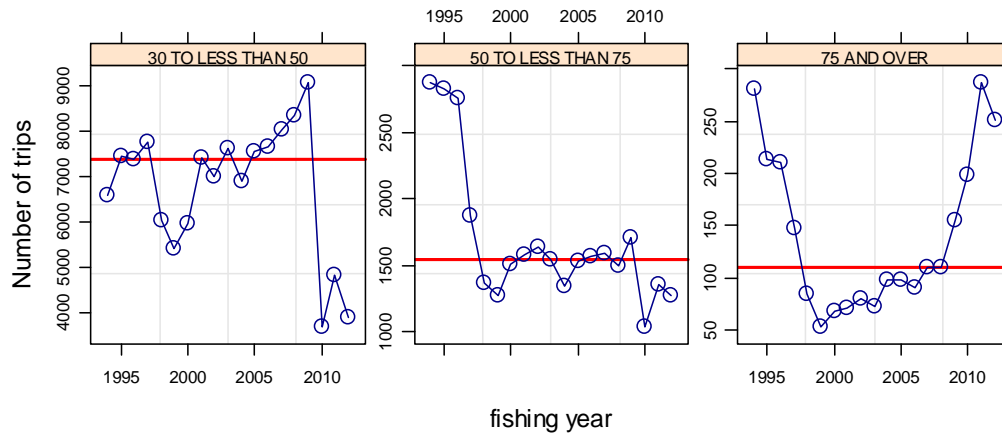 1995 2000 2005 2010
30 TO LESS THAN 50
50 TO LESS THAN 75
75 AND OVER
Number of trips
9000
8000
7000
6000
5000
4000
2500
2000
1500
1000
250
200
150
100
50
1995 2000 2005 2010
1995 2000 2005 2010
fishing year